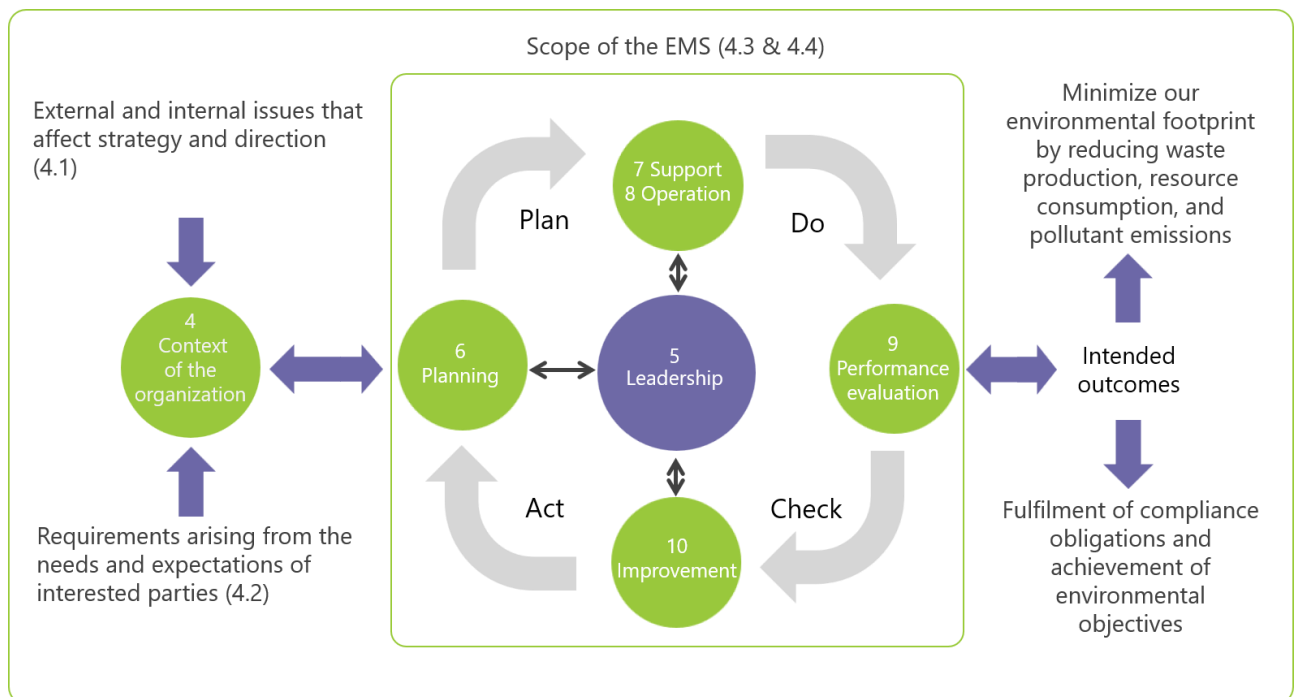 Scope of the EMS (4.3 & 4.4)
External and internal issues that
affect strategy and direction
(4.1)
4
Context
of the
organization
Requirements arising from the
needs and expectations of
interested parties (4.2)
Plan
7 Support
8 Operation
Do
6
Planning
5
Leadership
9
Performance
evaluation
Act
10
Improvement
Check
Minimize our
environmental footprint
by reducing waste
production, resource
consumption, and
pollutant emissions
Intended
outcomes
Fulfilment of compliance
obligations and
achievement of
environmental
objectives